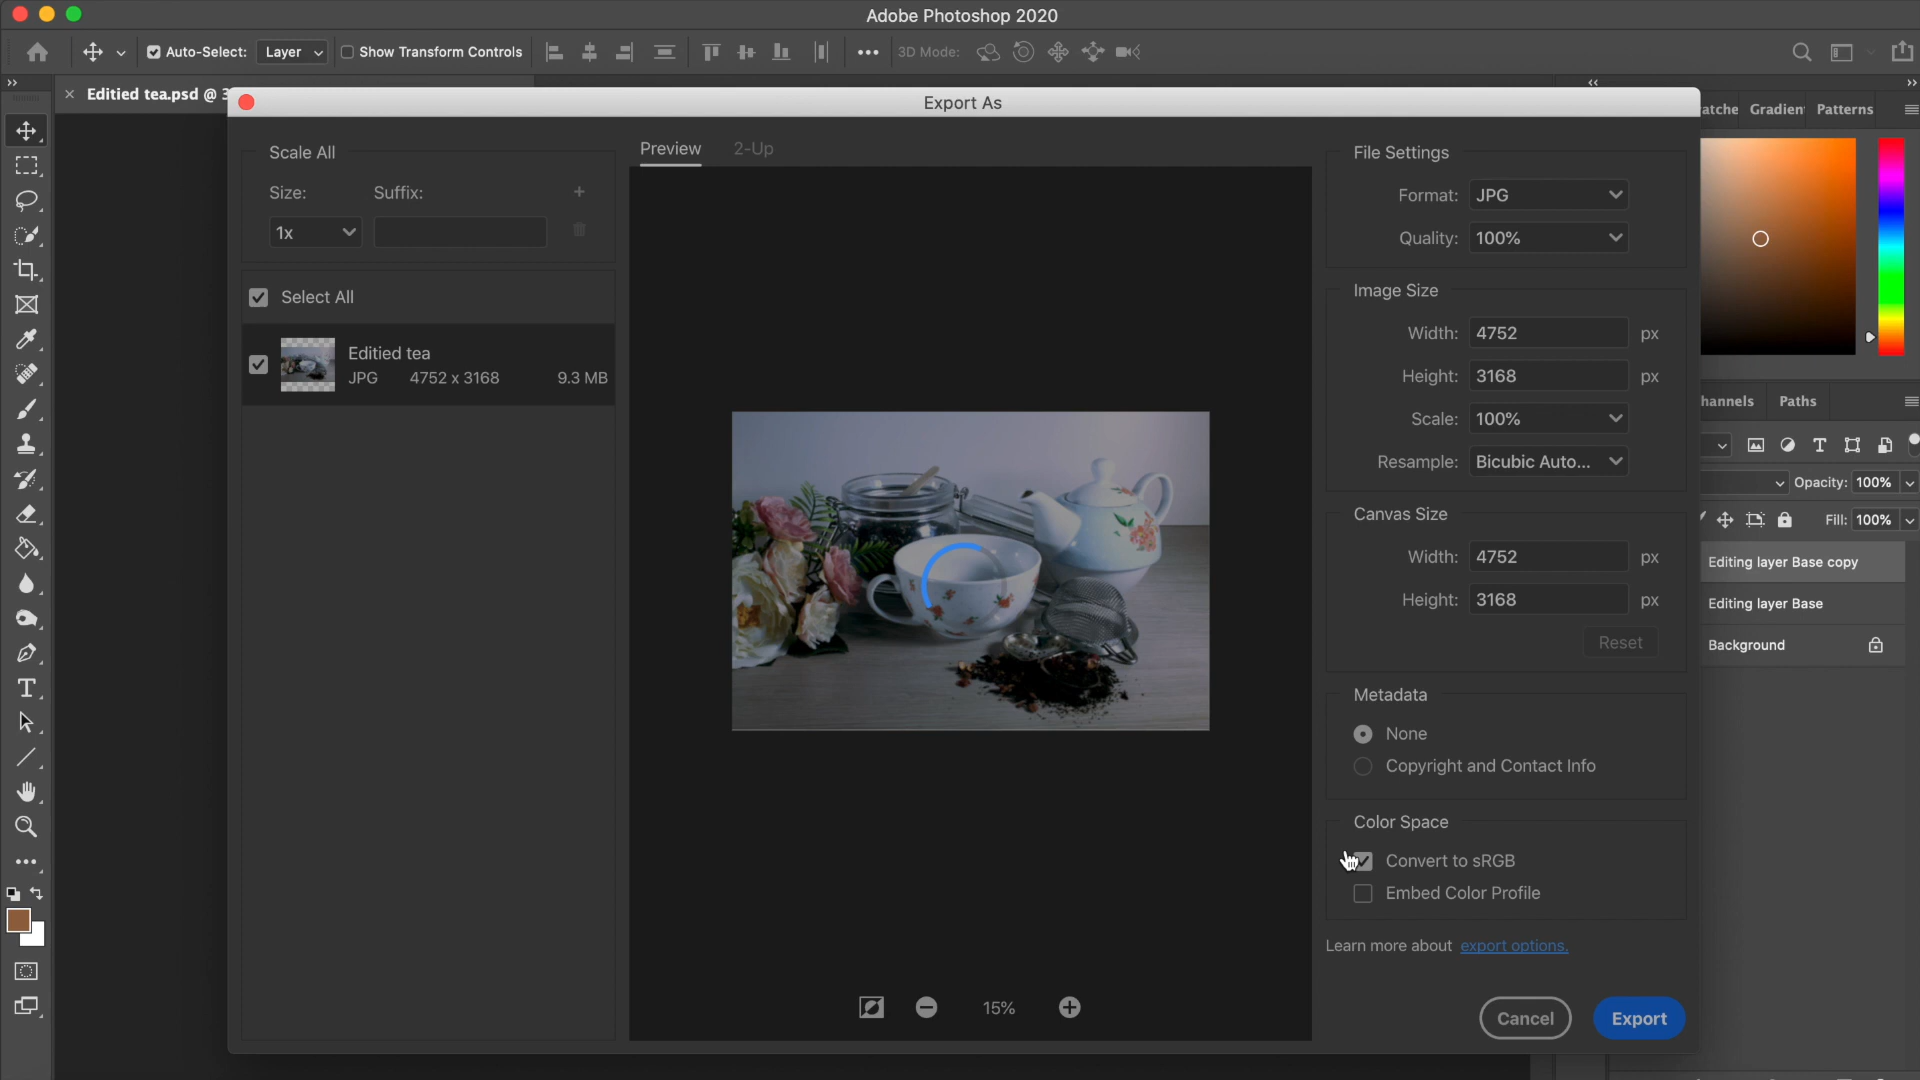 Adobe Photoshop 2020
Auto-Select: Layer Show Transform Controls 3D Mode:
Editied tea.psd @ 3
Export As
Gradien Patterns
Scale All
Size: Suffix:
1x
Select All
Editied tea
JPG 4752 x 3168 9.3 MB
Preview 2-Up
15%
File Settings
Format: JPG
Quality: 100%
Image Size
Width: 4752 px
Height: 3168 px
Scale: 100%
Resample: Bicubic Auto...
Canvas Size
Width: 4752 px
Height: 3168 px
Reset
Metadata
None
Copyright and Contact Info
Color Space
Convert to sRGB
Embed Color Profile
Learn more about export options.
Cancel Export
hannels Paths
Opacity: 100%
Fill: 100%
Editing layer Base copy
Editing layer Base
Background